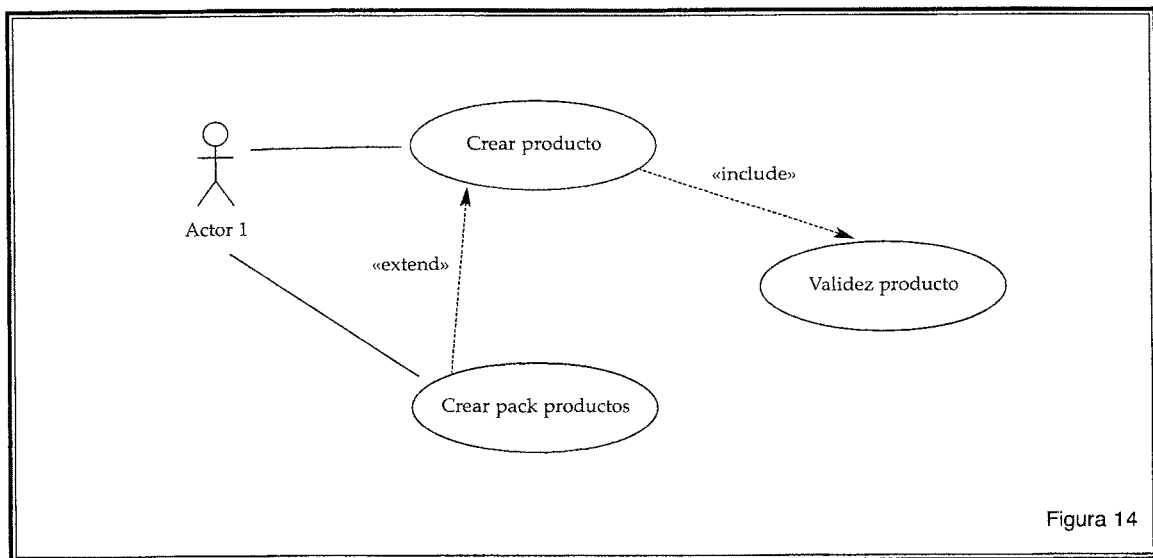 Crear producto
«include»
Actor 1
«extend»
Validez producto
Crear pack productos
Figura 14